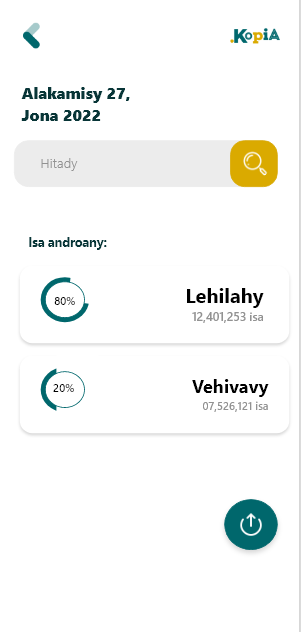 .KopiA
Alakamisy 27,
Jona 2022
Hitady
Isa androany:
80%
Lehilahy
12,401,253 isa
20%
Vehivavy
07,526,121 isa